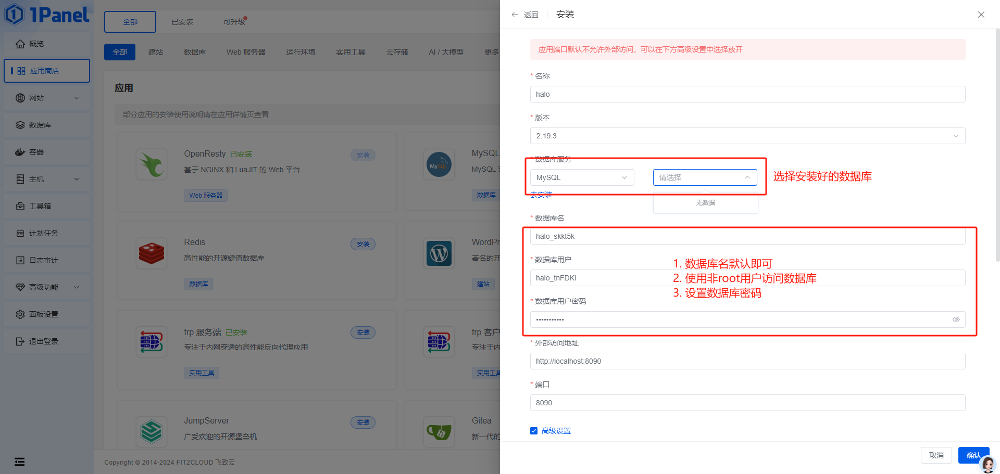 1Panel
概览
应用商店
网站
数据库
容器
主机
工具箱
计划任务
日志审计
高级功能
面板设置
退出登录
全部
已安装
可升级
全部
建站
数据库
Web 服务器
运行环境
实用工具
云存储
AI / 大模型
更多
应用
部分应用的安装使用说明请在应用详情页查看
OpenResty 已安装
安装
基于 NGINX 和 LuaJIT 的 Web 平台
Web 服务器
MySQL
MySQL
MySQL
数据库
Redis
安装
高性能的开源键值数据库
数据库
WordPr
著名的开
建站
frp 服务端 已安装
安装
专注于内网穿透的高性能反向代理应用
实用工具
frp 客户
专注于内
实用工具
JumpServer
安装
广受欢迎的开源堡垒机
Gitea
新一代的
Copyright © 2014-2024 FIT2CLOUD 飞致云
返回
安装
应用端口默认不允许外部访问，可以在下方高级设置中选择放开
* 名称
halo
* 版本
2.19.3
* 数据库服务
MySQL
请选择
选择安装好的数据库
去安装
无数据
* 数据库名
halo_skkt5k
* 数据库用户
halo_tnFDKi
1. 数据库名默认即可
2. 使用非root用户访问数据库
3. 设置数据库密码
* 数据库用户密码
•••••••••••
* 外部访问地址
http://localhost:8090
* 端口
8090
高级设置
取消
确认